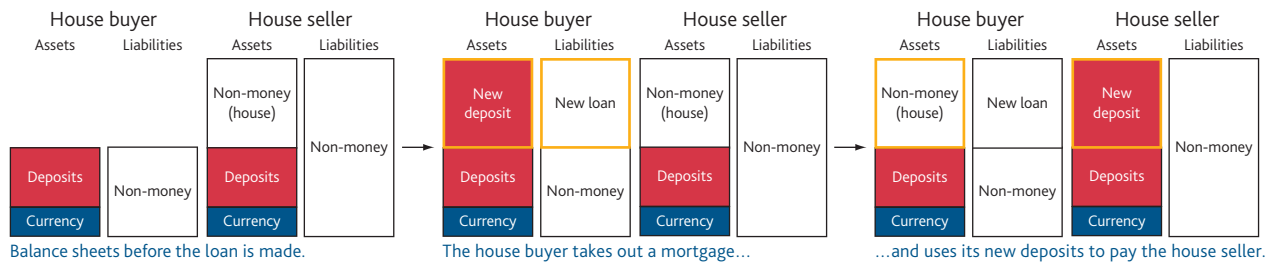 House buyer
House seller
Assets
Liabilities
Assets
Liabilities
Non-money
(house)
Non-money
Deposits
Non-money
Deposits
Currency
Currency
Balance sheets before the loan is made.
House buyer
House seller
Assets
Liabilities
Assets
Liabilities
New
deposit
New loan
Non-money
(house)
Non-money
Deposits
Non-money
Deposits
Currency
Currency
The house buyer takes out a mortgage…
House buyer
House seller
Assets
Liabilities
Assets
Liabilities
Non-money
(house)
New loan
New
deposit
Non-money
Deposits
Non-money
Deposits
Currency
Currency
…and uses its new deposits to pay the house seller.